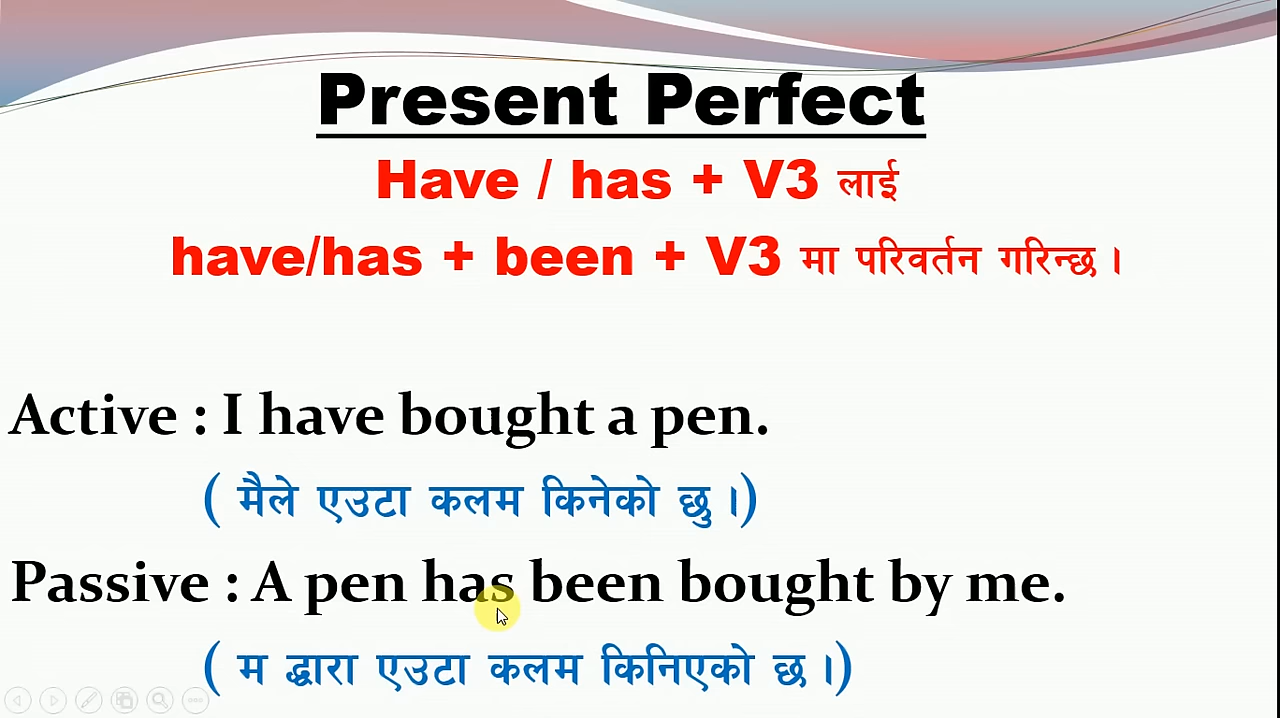 Present Perfect
Have / has + V3 लाई
have/has + been + V3 मा परिवर्तन गरिन्छ ।
Active : I have bought a pen.
( मैले एउटा कलम किनेको छु ।)
Passive : A pen has been bought by me.
( म द्धारा एउटा कलम किनिएको छ ।)